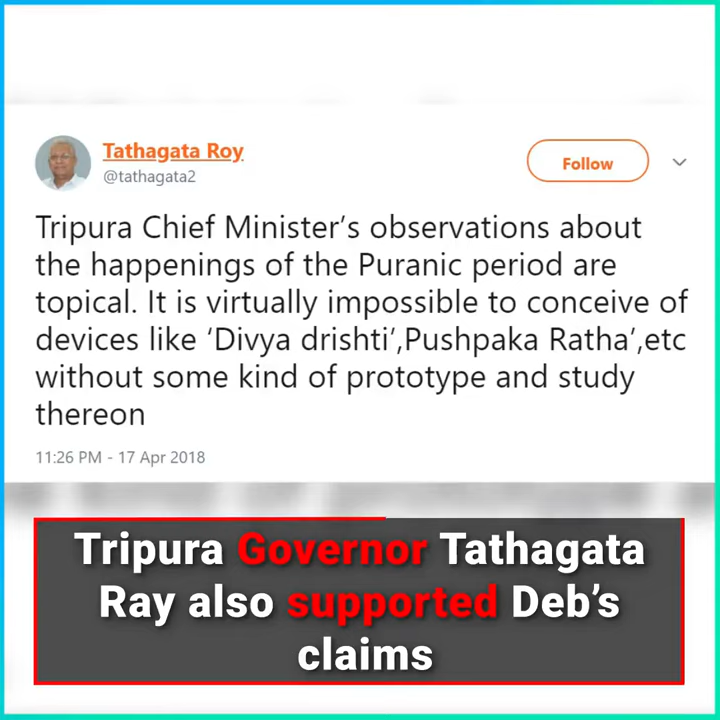 Tathagata Roy
@tathagata2
Follow
Tripura Chief Minister’s observations about
the happenings of the Puranic period are
topical. It is virtually impossible to conceive of
devices like ‘Divya drishti’,Pushpaka Ratha’,etc
without some kind of prototype and study
thereon
11:26 PM - 17 Apr 2018
Tripura Governor Tathagata
Ray also supported Deb’s
claims